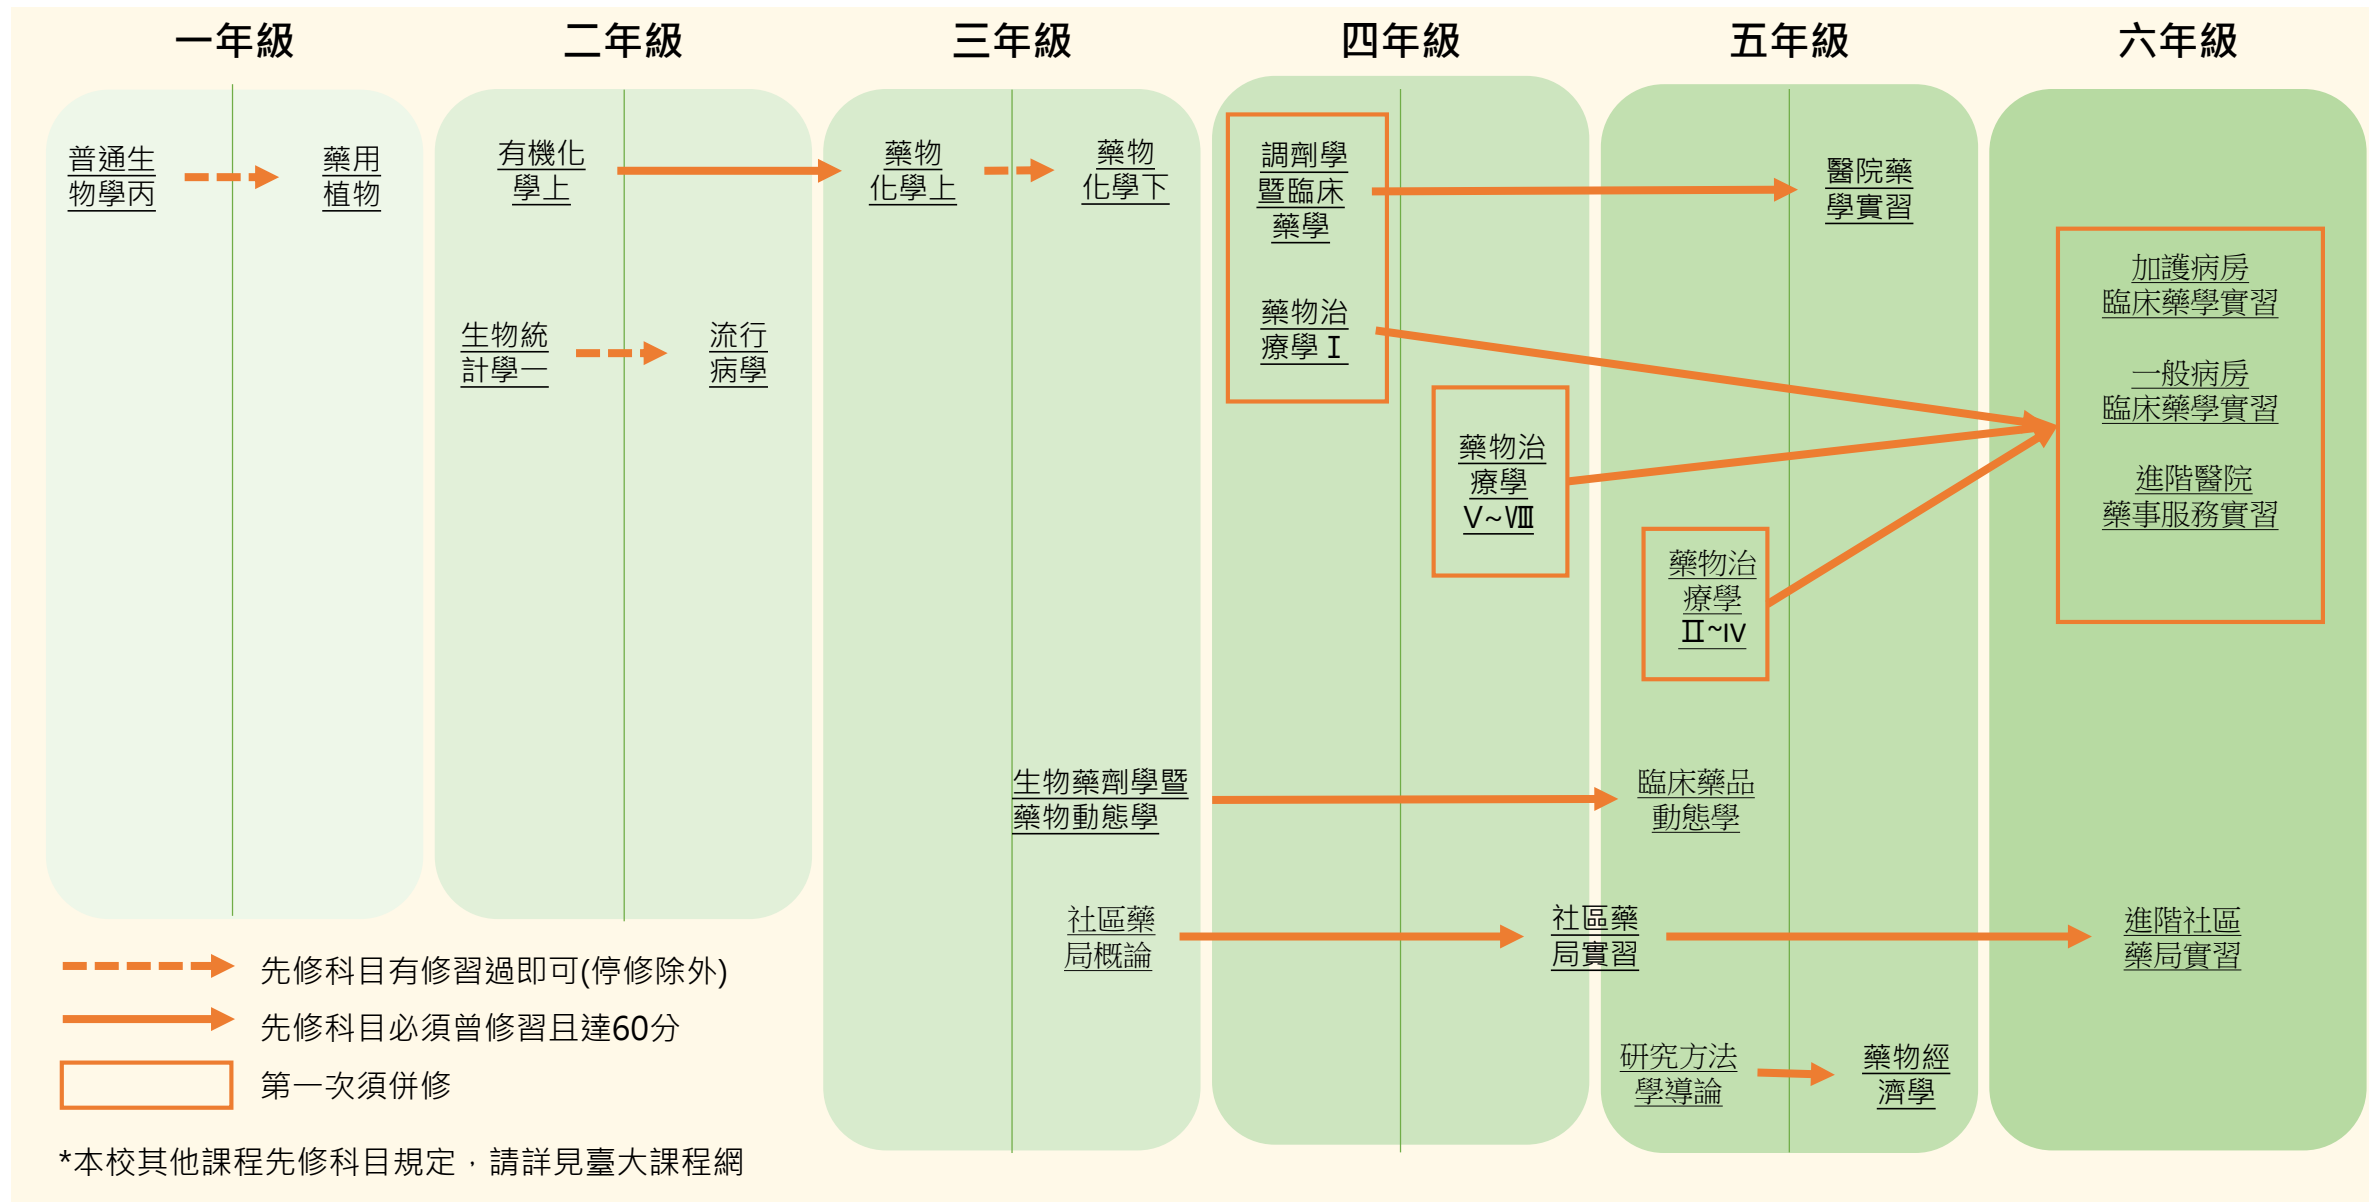 一年級
二年級
三年級
四年級
五年級
六年級
普通生
物學丙
藥用
植物
有機化
學上
生物統
計學一
流行
病學
藥物
化學上
藥物
化學下
生物藥劑學暨
藥物動態學
社區藥
局概論
調劑學
暨臨床
藥學
藥物治
療學Ⅰ
藥物治
療學
Ⅴ~Ⅷ
社區藥
局實習
醫院藥
學實習
藥物治
療學
Ⅱ~IV
臨床藥品
動態學
研究方法
學導論
藥物經
濟學
加護病房
臨床藥學實習
一般病房
臨床藥學實習
進階醫院
藥事服務實習
進階社區
藥局實習
先修科目有修習過即可(停修除外)
先修科目必須曾修習且達60分
第一次須併修
*本校其他課程先修科目規定，請詳見臺大課程網